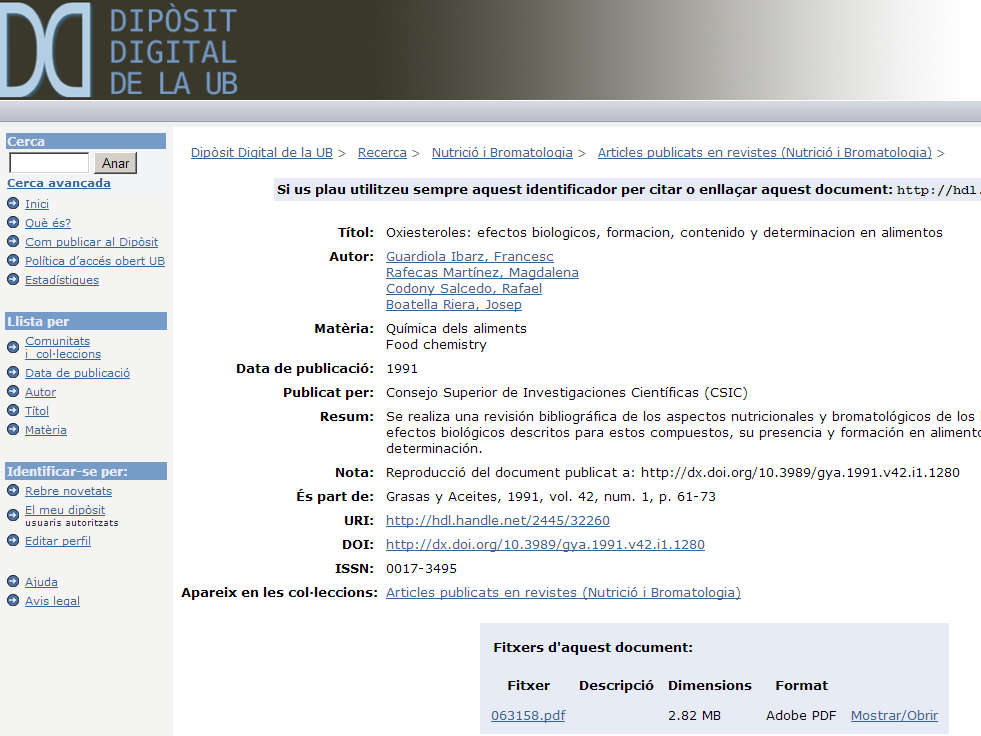 DIPÒSIT
DIGITAL
DE LA UB
Cerca
Anar
Cerca avançada
Inici
Què és?
Com publicar al Dipòsit
Política d'accés obert UB
Estadístiques
Llista per
Comunitats
i col·leccions
Data de publicació
Autor
Títol
Matèria
Identificar-se per:
Rebre novetats
El meu dipòsit
usuaris autoritzats
Editar perfil
Ajuda
Avis legal
Dipòsit Digital de la UB > Recerca > Nutrició i Bromatologia > Articles publicats en revistes (Nutrició i Bromatologia) >
Si us plau utilitzeu sempre aquest identificador per citar o enllaçar aquest document: http://hdl.
Títol: Oxiesteroles: efectos biologicos, formacion, contenido y determinacion en alimentos
Autor: Guardiola Ibarz, Francesc
Rafecas Martínez, Magdalena
Codony Salcedo, Rafael
Boatella Riera, Josep
Matèria: Química dels aliments
Food chemistry
Data de publicació: 1991
Publicat per: Consejo Superior de Investigaciones Científicas (CSIC)
Resum: Se realiza una revisión bibliográfica de los aspectos nutricionales y bromatológicos de los
efectos biológicos descritos para estos compuestos, su presencia y formación en alimento
determinación.
Nota: Reproducció del document publicat a: http://dx.doi.org/10.3989/gya.1991.v42.i1.1280
És part de: Grasas y Aceites, 1991, vol. 42, num. 1, p. 61-73
URI: http://hdl.handle.net/2445/32260
DOI: http://dx.doi.org/10.3989/gya.1991.v42.i1.1280
ISSN: 0017-3495
Apareix en les col·leccions: Articles publicats en revistes (Nutrició i Bromatologia)
Fitxers d'aquest document:
Fitxer Descripció Dimensions Format
063158.pdf 2.82 MB Adobe PDF Mostrar/Obrir